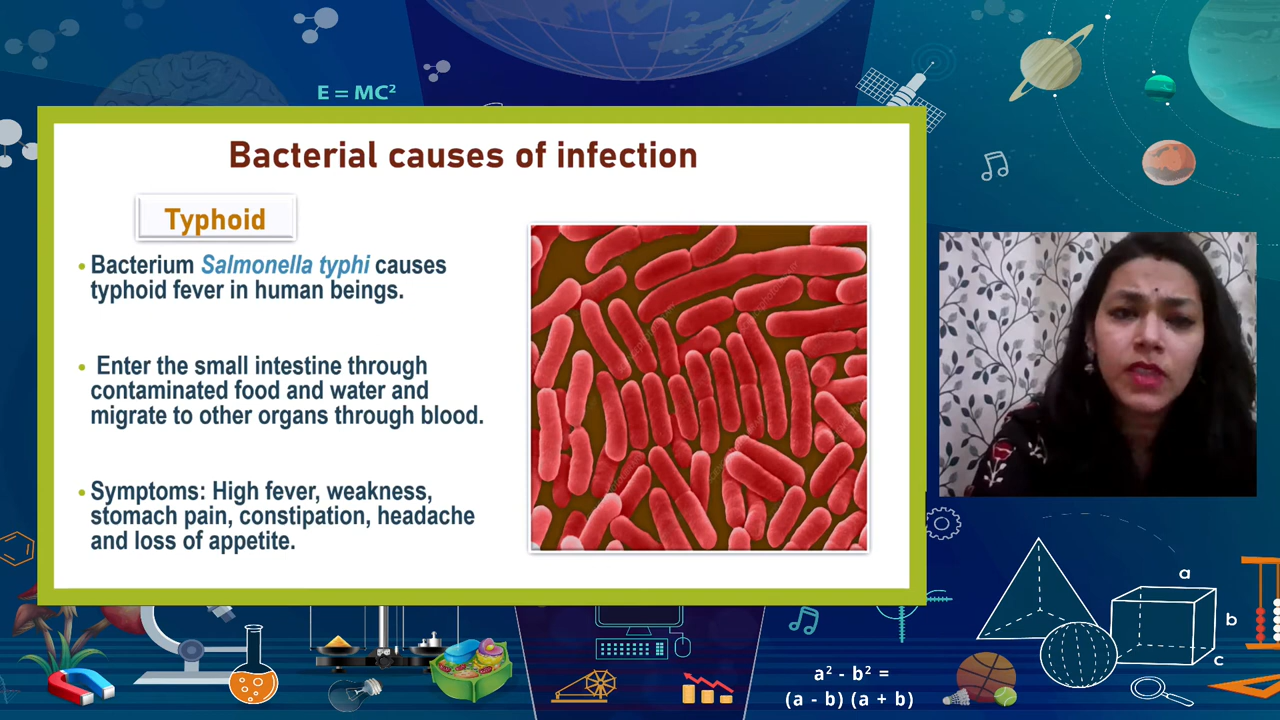 E = MC²
Bacterial causes of infection
Typhoid
• Bacterium Salmonella typhi causes
typhoid fever in human beings.
• Enter the small intestine through
contaminated food and water and
migrate to other organs through blood.
• Symptoms: High fever, weakness,
stomach pain, constipation, headache
and loss of appetite.
a
b
c
a² - b² =
(a - b) (a + b)